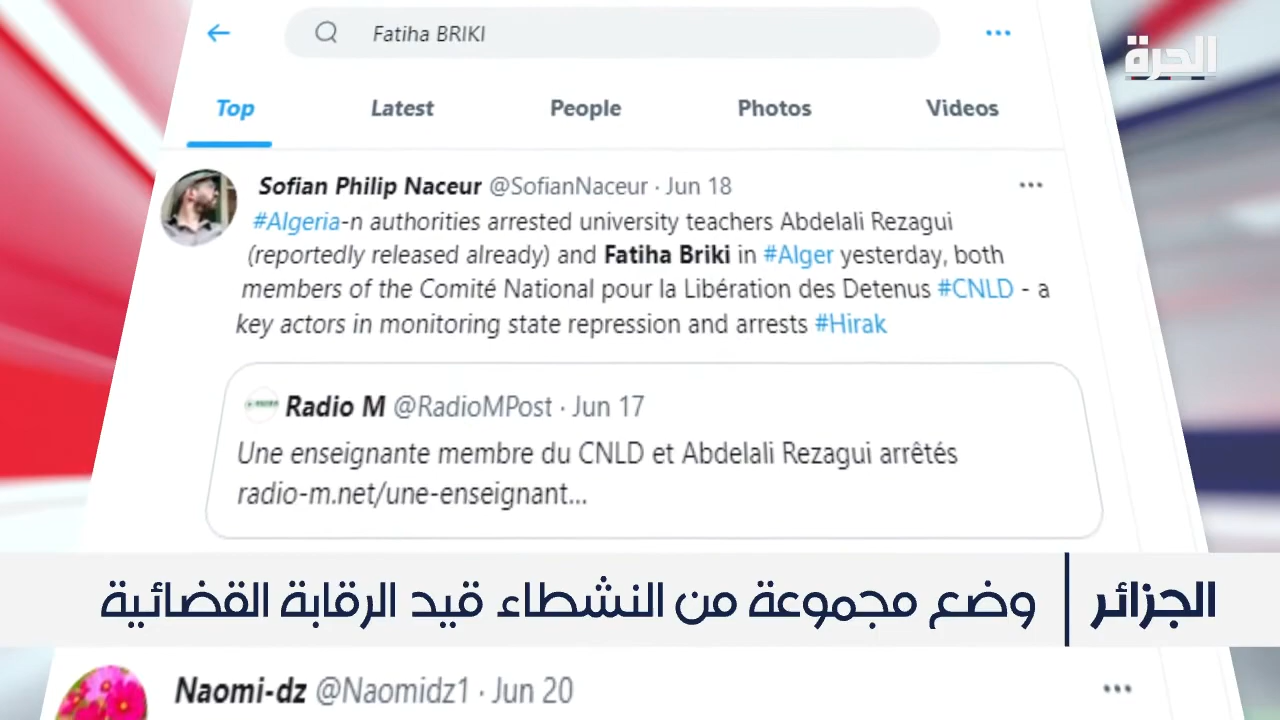 Fatiha BRIKI
الحرة
Top Latest People Photos Videos
Sofian Philip Naceur @SofianNaceur · Jun 18
#Algeria-n authorities arrested university teachers Abdelali Rezagui
(reportedly released already) and Fatiha Briki in #Alger yesterday, both
members of the Comité National pour la Libération des Detenus #CNLD - a
key actors in monitoring state repression and arrests #Hirak
Radio M @RadioMPost · Jun 17
Une enseignante membre du CNLD et Abdelali Rezagui arrêtés
radio-m.net/une-enseignant...
الجزائر | وضع مجموعة من النشطاء قيد الرقابة القضائية
Naomi-dz @Naomidz1 · Jun 20